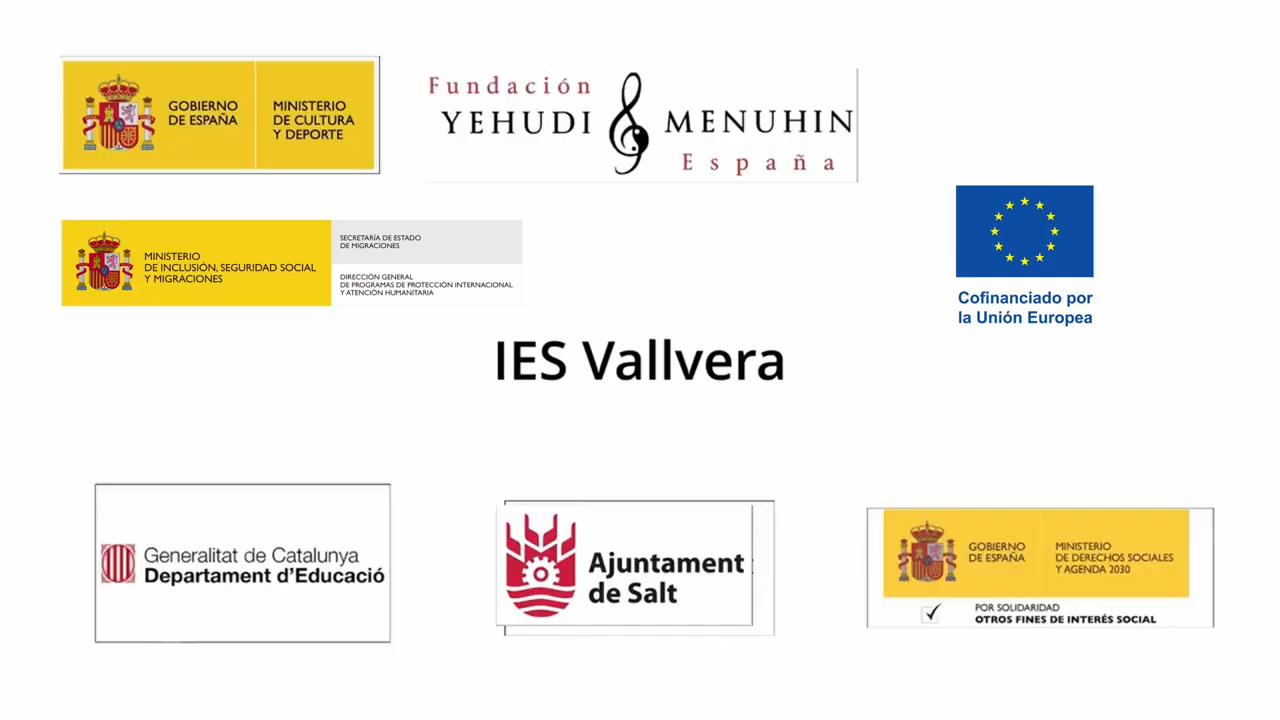 GOBIERNO
DE ESPAÑA
MINISTERIO
DE CULTURA
Y DEPORTE
Fundación
YEHUDI MENUHIN
España
MINISTERIO
DE INCLUSIÓN, SEGURIDAD SOCIAL
Y MIGRACIONES
SECRETARÍA DE ESTADO
DE MIGRACIONES
DIRECCIÓN GENERAL
DE PROGRAMAS DE PROTECCIÓN INTERNACIONAL
Y ATENCIÓN HUMANITARIA
Cofinanciado por
la Unión Europea
IES Vallvera
Generalitat de Catalunya
Departament d'Educació
Ajuntament
de Salt
GOBIERNO
DE ESPAÑA
MINISTERIO
DE DERECHOS SOCIALES
Y AGENDA 2030
POR SOLIDARIDAD
OTROS FINES DE INTERÉS SOCIAL